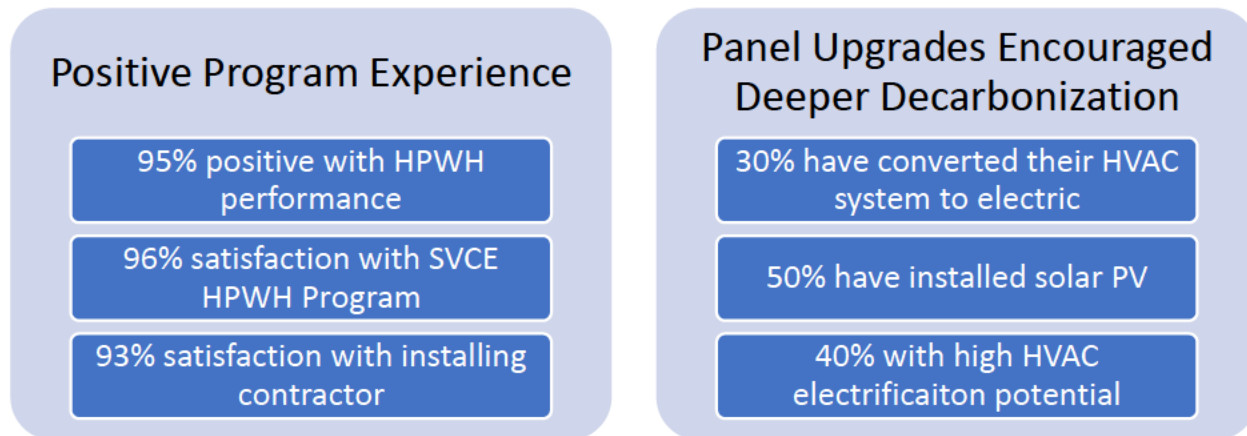 Positive Program Experience
95% positive with HPWH
performance
96% satisfaction with SVCE
HPWH Program
93% satisfaction with installing
contractor
Panel Upgrades Encouraged
Deeper Decarbonization
30% have converted their HVAC
system to electric
50% have installed solar PV
40% with high HVAC
electrificaiton potential